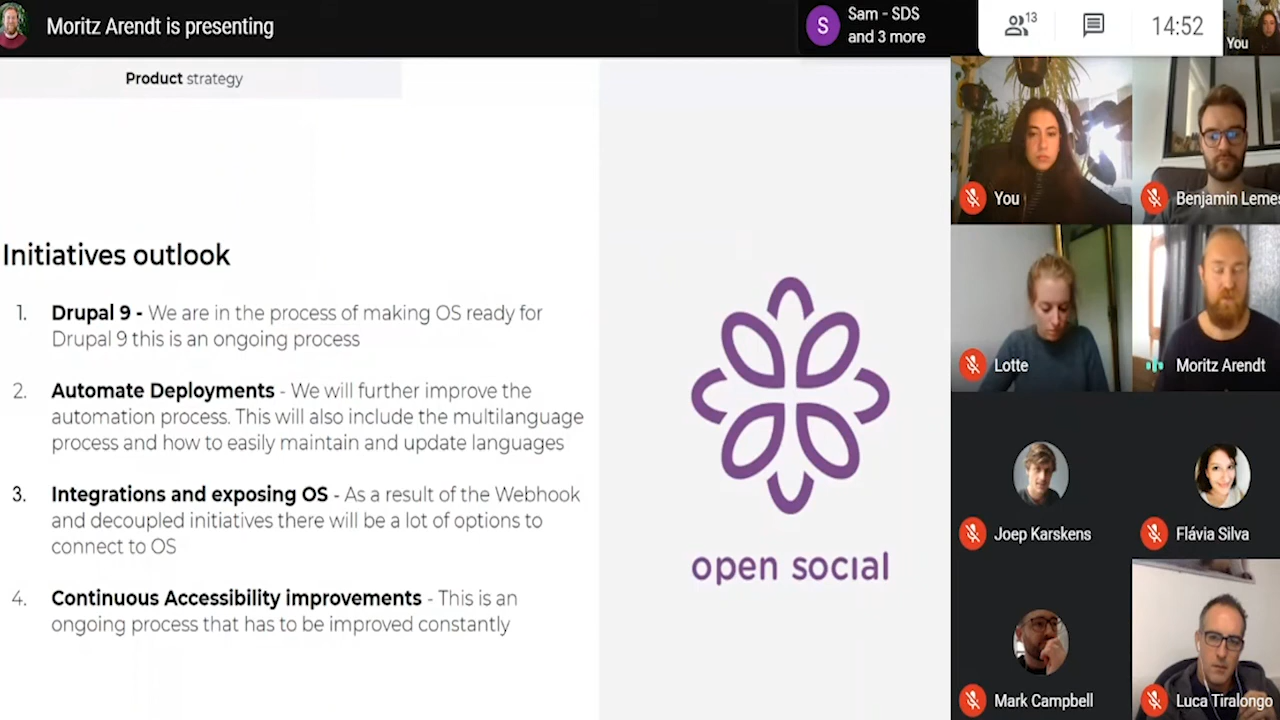 Moritz Arendt is presenting
S
Sam - SDS
and 3 more
13
14:52
You
Product strategy
Initiatives outlook
1. Drupal 9 - We are in the process of making OS ready for
Drupal 9 this is an ongoing process
2. Automate Deployments - We will further improve the
automation process. This will also include the multilanguage
process and how to easily maintain and update languages
3. Integrations and exposing OS - As a result of the Webhook
and decoupled initiatives there will be a lot of options to
connect to OS
4. Continuous Accessibility improvements - This is an
ongoing process that has to be improved constantly
open social
You
Benjamin Lemes
Lotte
Moritz Arendt
Joep Karskens
Flávia Silva
Mark Campbell
Luca Tiralongo